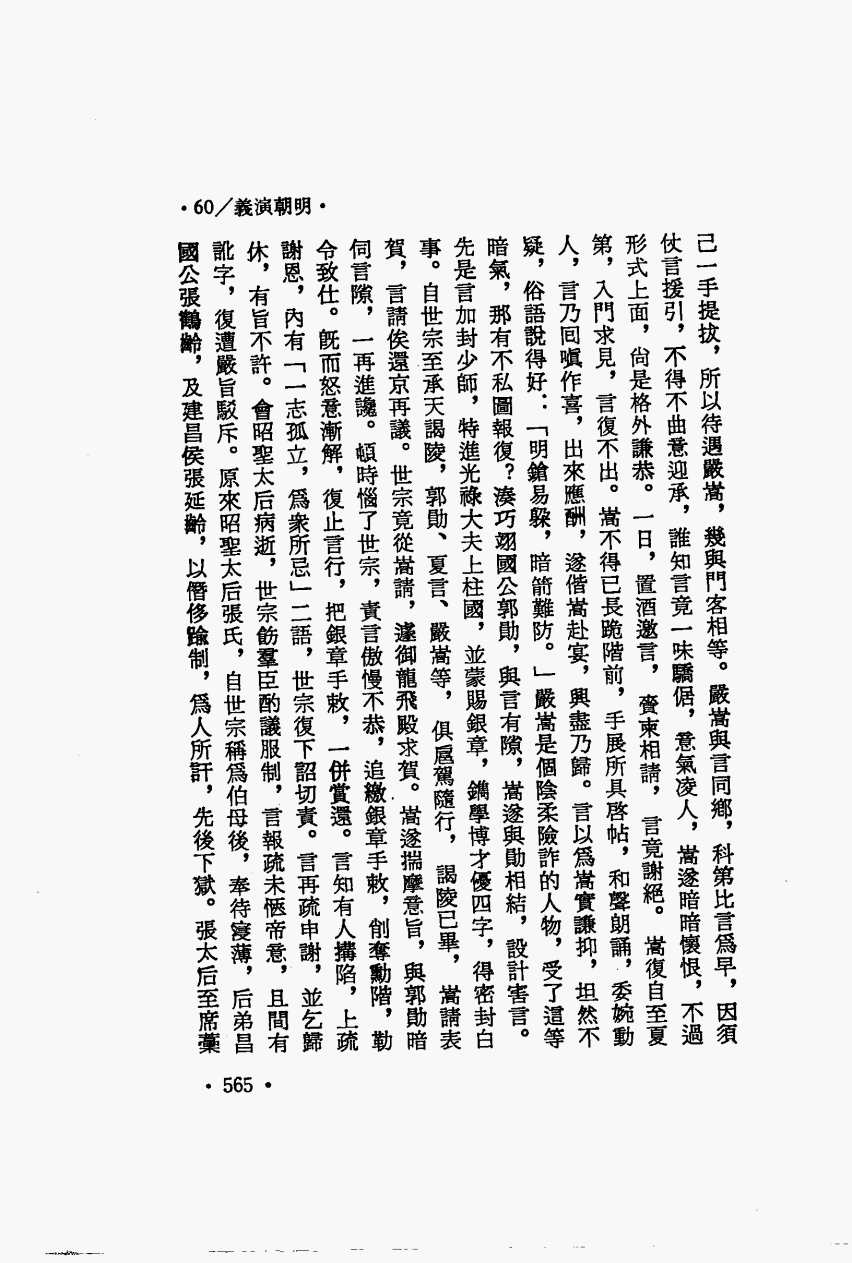 •60／義演朝明•
己一手提拔，所以待遇嚴嵩，幾與門客相等。嚴嵩與言同鄉，科第比言爲早，因須
仗言援引，不得不曲意迎承，誰知言竟一味驕倨，意氣凌人，嵩遂暗暗懷恨，不過
形式上面，尙是格外謙恭。一日，置酒邀言，齎柬相請，言竟謝絕。嵩復自至夏
第，入門求見，言復不出。嵩不得已長跪階前，手展所具啓帖，和聲朗誦，委婉動
人，言乃回嗔作喜，出來應酬，遂偕嵩赴宴，興盡乃歸。言以爲嵩實謙抑，坦然不
疑，俗語說得好：「明鎗易躲，暗箭難防。」嚴嵩是個陰柔險詐的人物，受了這等
暗氣，那有不私圖報復？湊巧翊國公郭勛，與言有隙，嵩遂與勛相結，設計害言。
先是言加封少師，特進光祿大夫上柱國，並蒙賜銀章，鐫學博才優四字，得密封白
事。自世宗至承天謁陵，郭勛、夏言、嚴嵩等，俱扈駕隨行，謁陵已畢，嵩請表
賀，言請俟還京再議。世宗竟從嵩請，遽御龍飛殿求賀。嵩遂揣摩意旨，與郭勛暗
伺言隙，一再進讒。頓時惱了世宗，責言傲慢不恭，追繳銀章手敕，削奪勳階，勒
令致仕。旣而怒意漸解，復止言行，把銀章手敕，一併賞還。言知有人搆陷，上疏
謝恩，內有「一志孤立，爲衆所忌」二語，世宗復下詔切責。言再疏申謝，並乞歸
休，有旨不許。會昭聖太后病逝，世宗飭羣臣酌議服制，言報疏未愜帝意，且間有
訛字，復遭嚴旨駁斥。原來昭聖太后張氏，自世宗稱爲伯母後，奉待寖薄，后弟昌
國公張鶴齡，及建昌侯張延齡，以僭侈踰制，爲人所訐，先後下獄。張太后至席藁
•565•